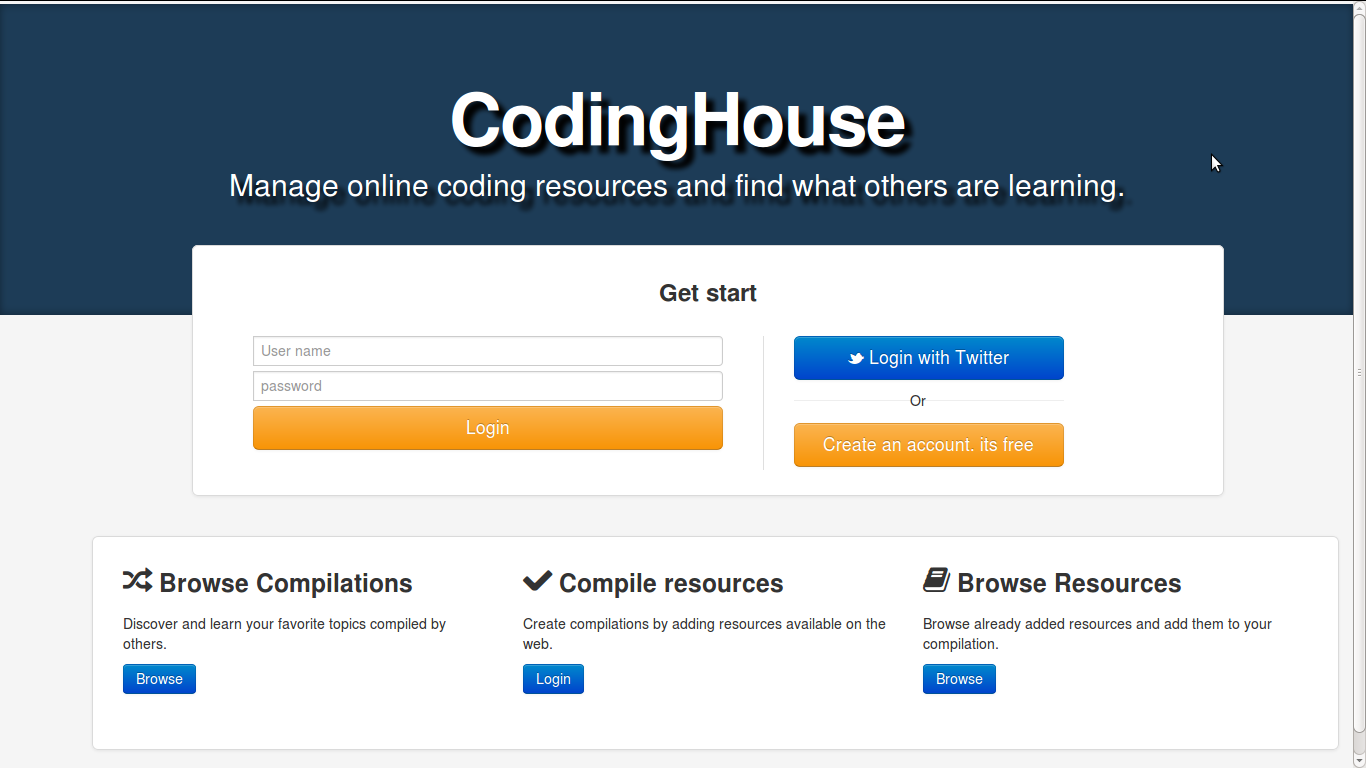 CodingHouse
Manage online coding resources and find what others are learning.
Get start
User name
password
Login
Login with Twitter
Or
Create an account. its free
Browse Compilations
Discover and learn your favorite topics compiled by
others.
Browse
Compile resources
Create compilations by adding resources available on the
web.
Login
Browse Resources
Browse already added resources and add them to your
compilation.
Browse